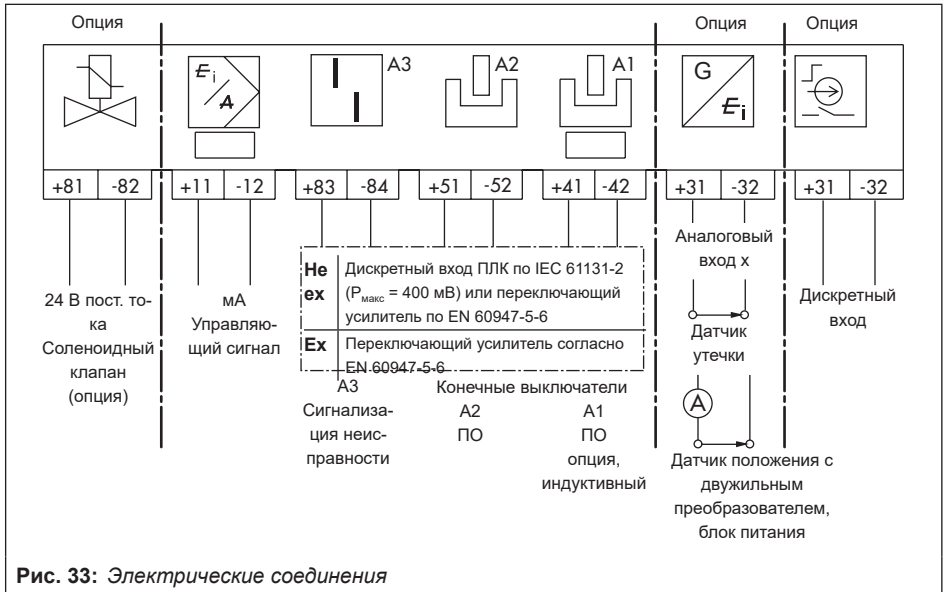 Опция
Опция
Опция
E i
A
A3
A2
A1
G
E i
+81 -82 +11 -12 +83 -84 +51 -52 +41 -42 +31 -32 +31 -32
24 В пост. то-
ка
Соленоидный
клапан
(опция)
мА
Управляю-
щий сигнал
Не
ex
Дискретный вход ПЛК по IEC 61131-2
(Pмакс = 400 мВ) или переключающий
усилитель по EN 60947-5-6
Ex
Переключающий усилитель согласно
EN 60947-5-6
A3
Сигнализа-
ция неис-
правности
Конечные выключатели
A2
ПО
A1
ПО
опция,
индуктивный
Аналоговый
вход x
Датчик
утечки
A
Датчик положения с
двужильным
преобразователем,
блок питания
Дискретный
вход
Рис. 33: Электрические соединения